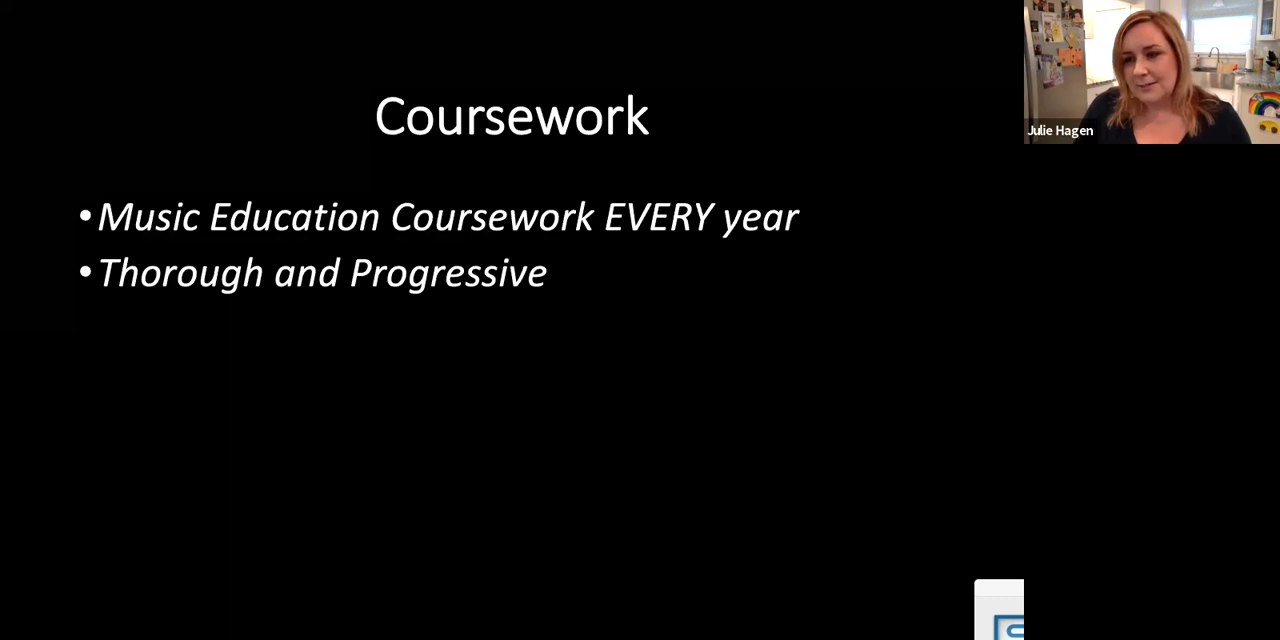 Coursework
• Music Education Coursework EVERY year
• Thorough and Progressive
Julie Hagen